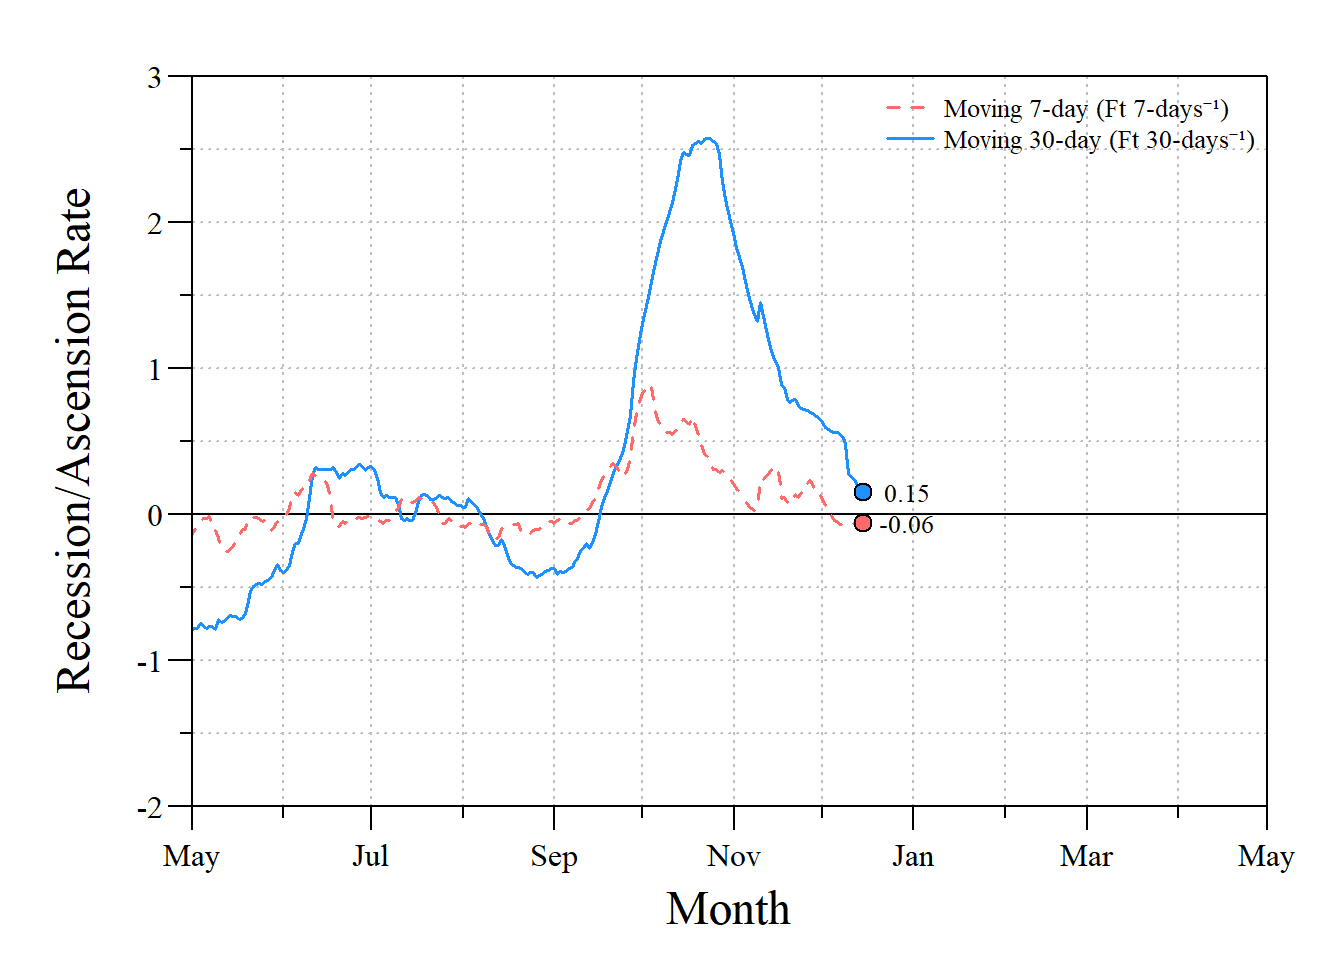 3
2
1
0
-1
-2
Recession/Ascension Rate
Moving 7-day (Ft 7-days⁻¹)
Moving 30-day (Ft 30-days⁻¹)
0.15
-0.06
May Jul Sep Nov Jan Mar May
Month